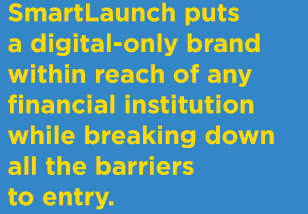 SmartLaunch puts
a digital-only brand
within reach of any
financial institution
while breaking down
all the barriers
to entry.